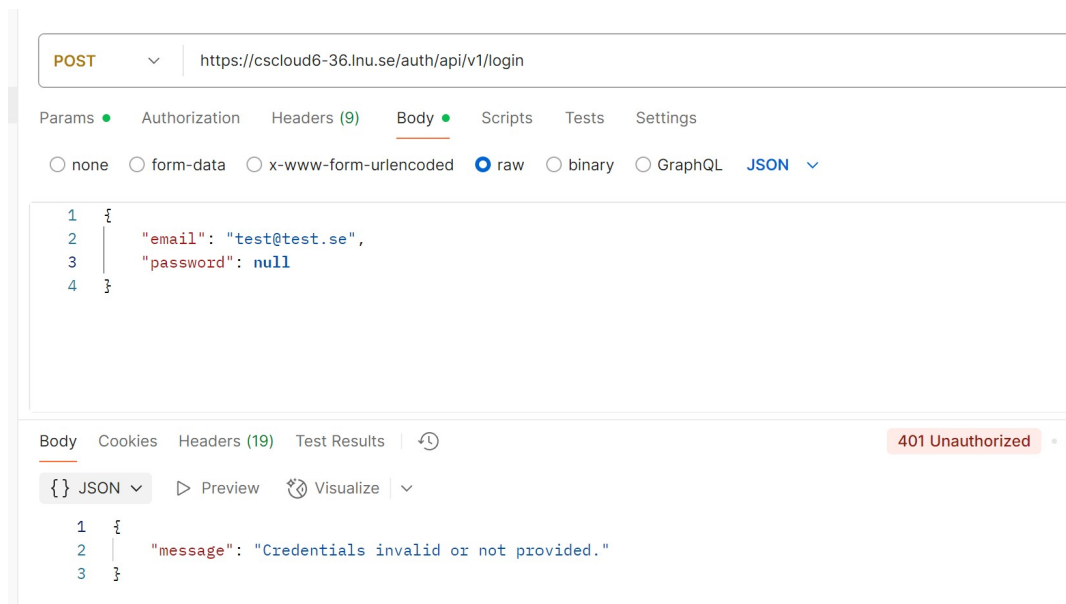 POST https://cscloud6-36.lnu.se/auth/api/v1/login
Params Authorization Headers (9) Body Scripts Tests Settings
none form-data x-www-form-urlencoded raw binary GraphQL JSON
1 {
2 "email": "test@test.se",
3 "password": null
4 }
Body Cookies Headers (19) Test Results 401 Unauthorized
{} JSON Preview Visualize
1 {
2 "message": "Credentials invalid or not provided."
3 }